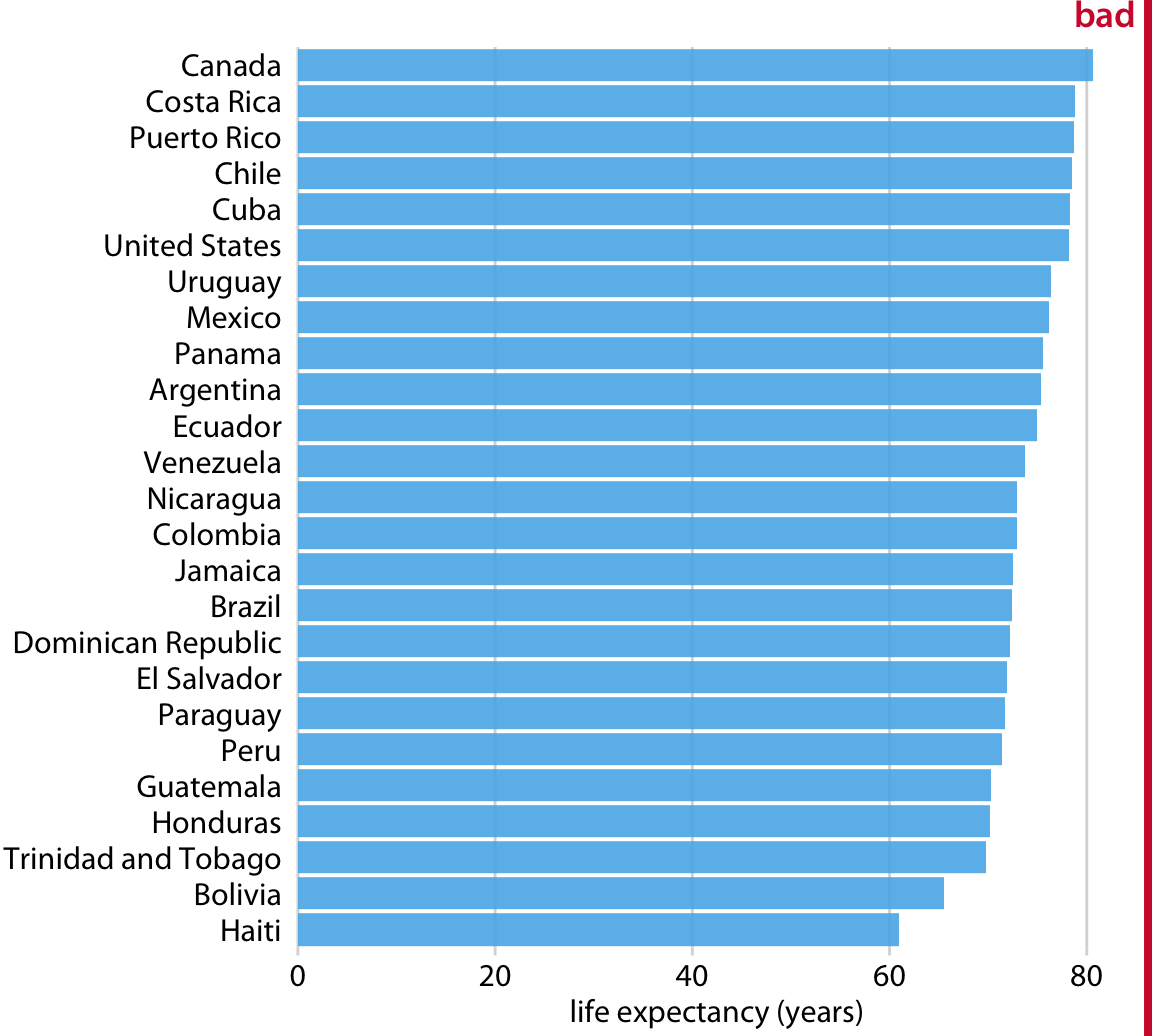 bad
Canada
Costa Rica
Puerto Rico
Chile
Cuba
United States
Uruguay
Mexico
Panama
Argentina
Ecuador
Venezuela
Nicaragua
Colombia
Jamaica
Brazil
Dominican Republic
El Salvador
Paraguay
Peru
Guatemala
Honduras
Trinidad and Tobago
Bolivia
Haiti
0 20 40 60 80
life expectancy (years)